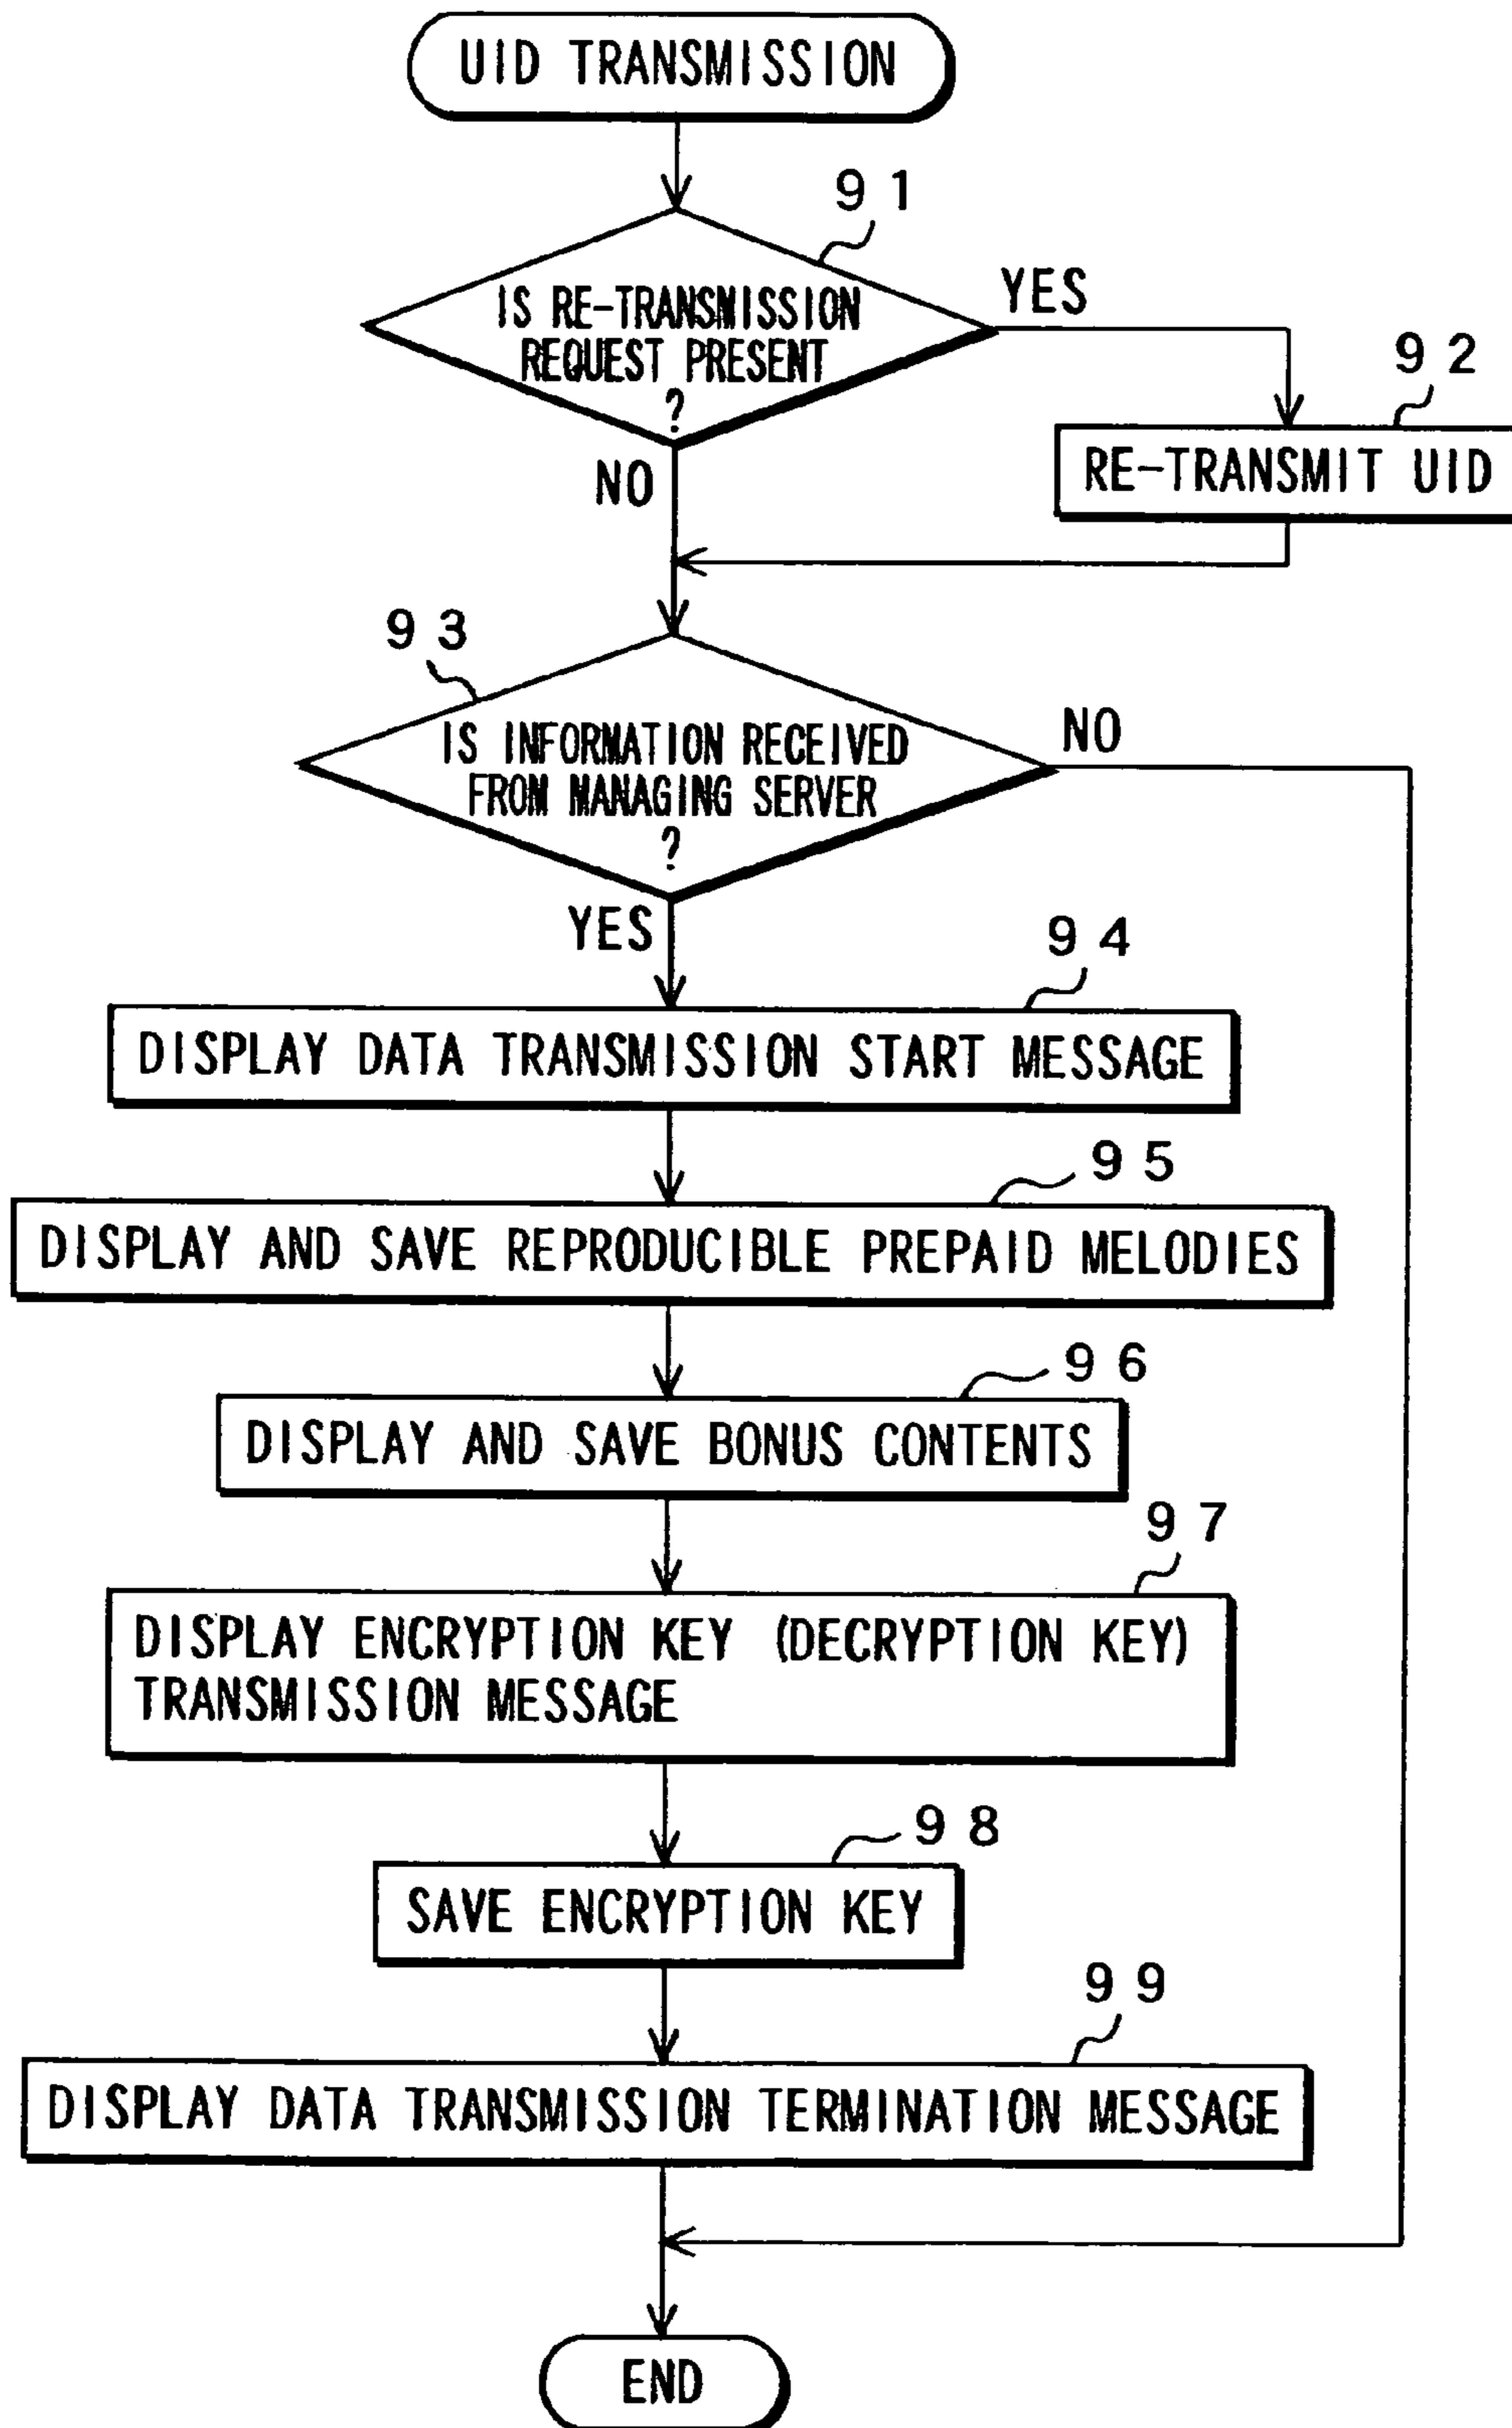 UID TRANSMISSION
91
IS RE-TRANSMISSION
REQUEST PRESENT
?
YES
92
RE-TRANSMIT UID
NO
93
IS INFORMATION RECEIVED
FROM MANAGING SERVER
?
NO
YES
94
DISPLAY DATA TRANSMISSION START MESSAGE
95
DISPLAY AND SAVE REPRODUCIBLE PREPAID MELODIES
96
DISPLAY AND SAVE BONUS CONTENTS
97
DISPLAY ENCRYPTION KEY (DECRYPTION KEY)
TRANSMISSION MESSAGE
98
SAVE ENCRYPTION KEY
99
DISPLAY DATA TRANSMISSION TERMINATION MESSAGE
END